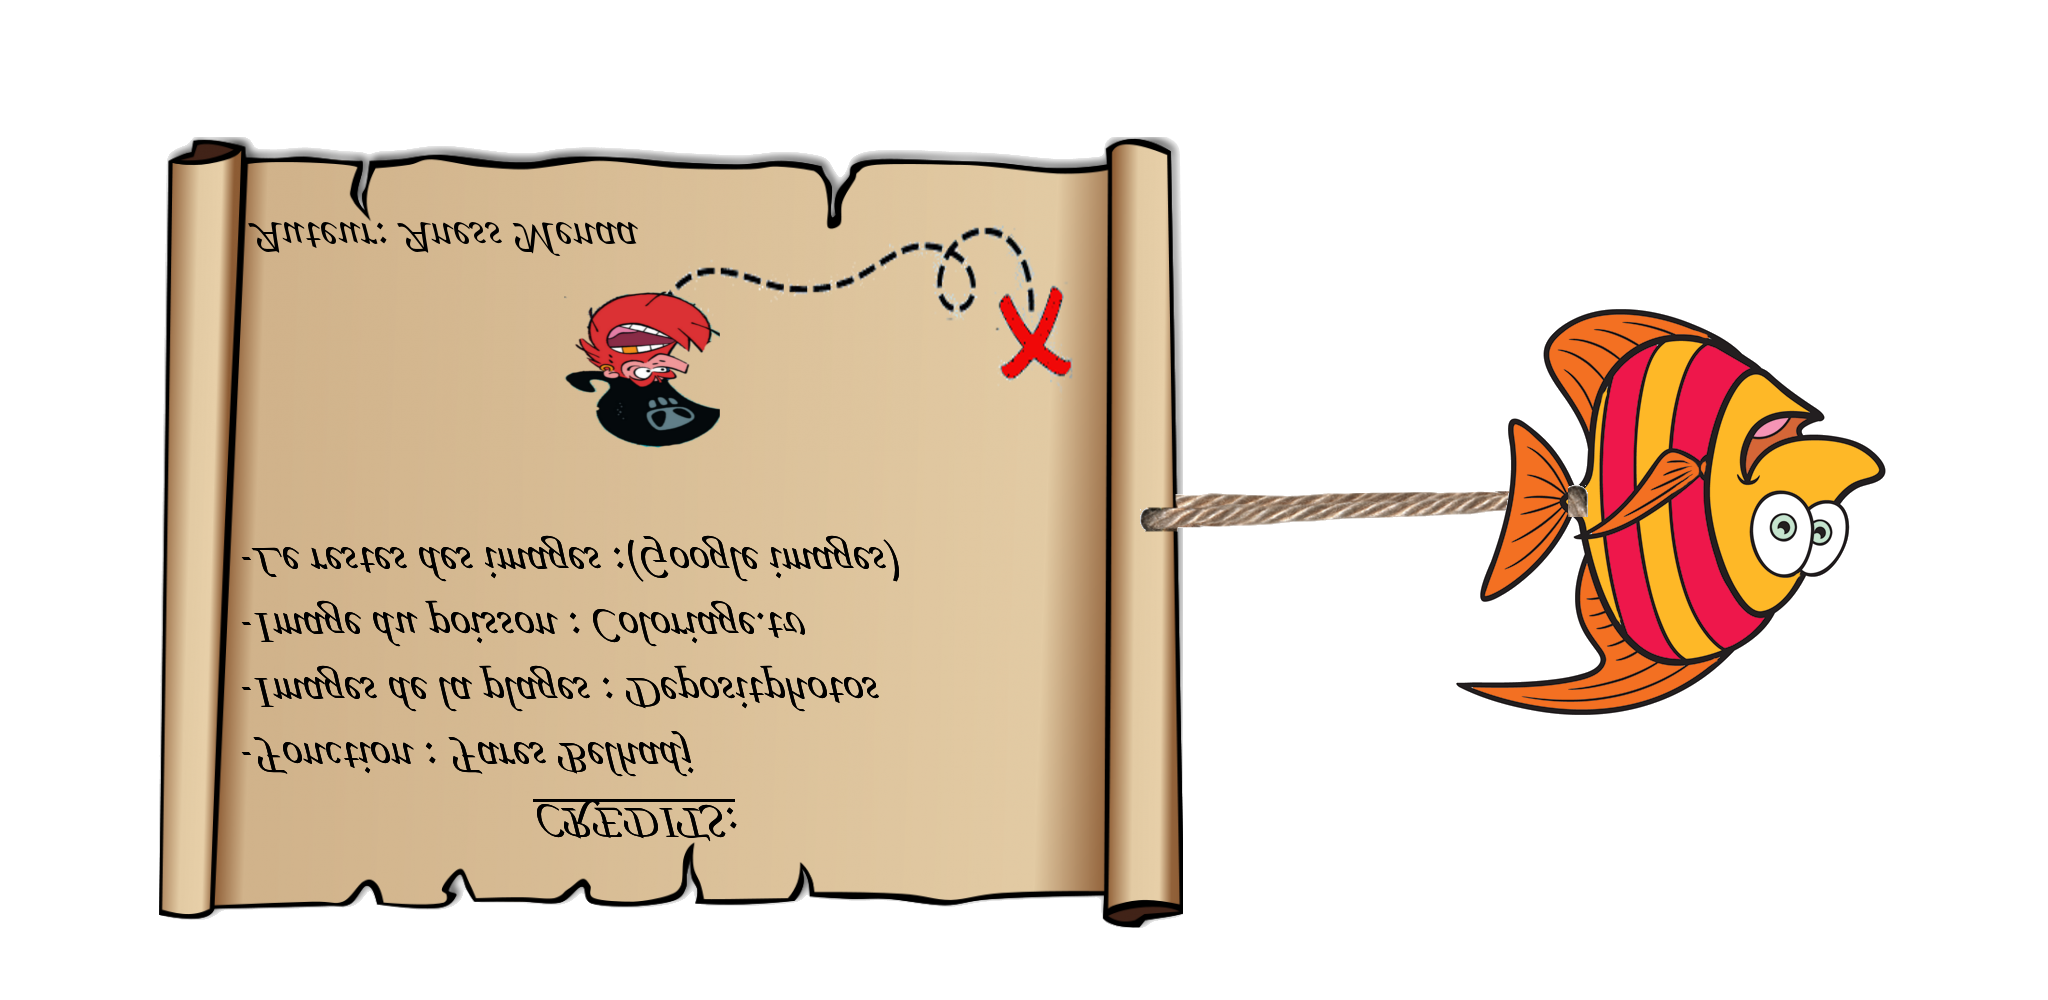 CREDITS:
-Fonction : Fares Belhadj
-Images de la plages : Depositphotos
-Image du poisson : Coloriage.tv
-Le restes des images :(Google images)
Auteur: Aness Menaa